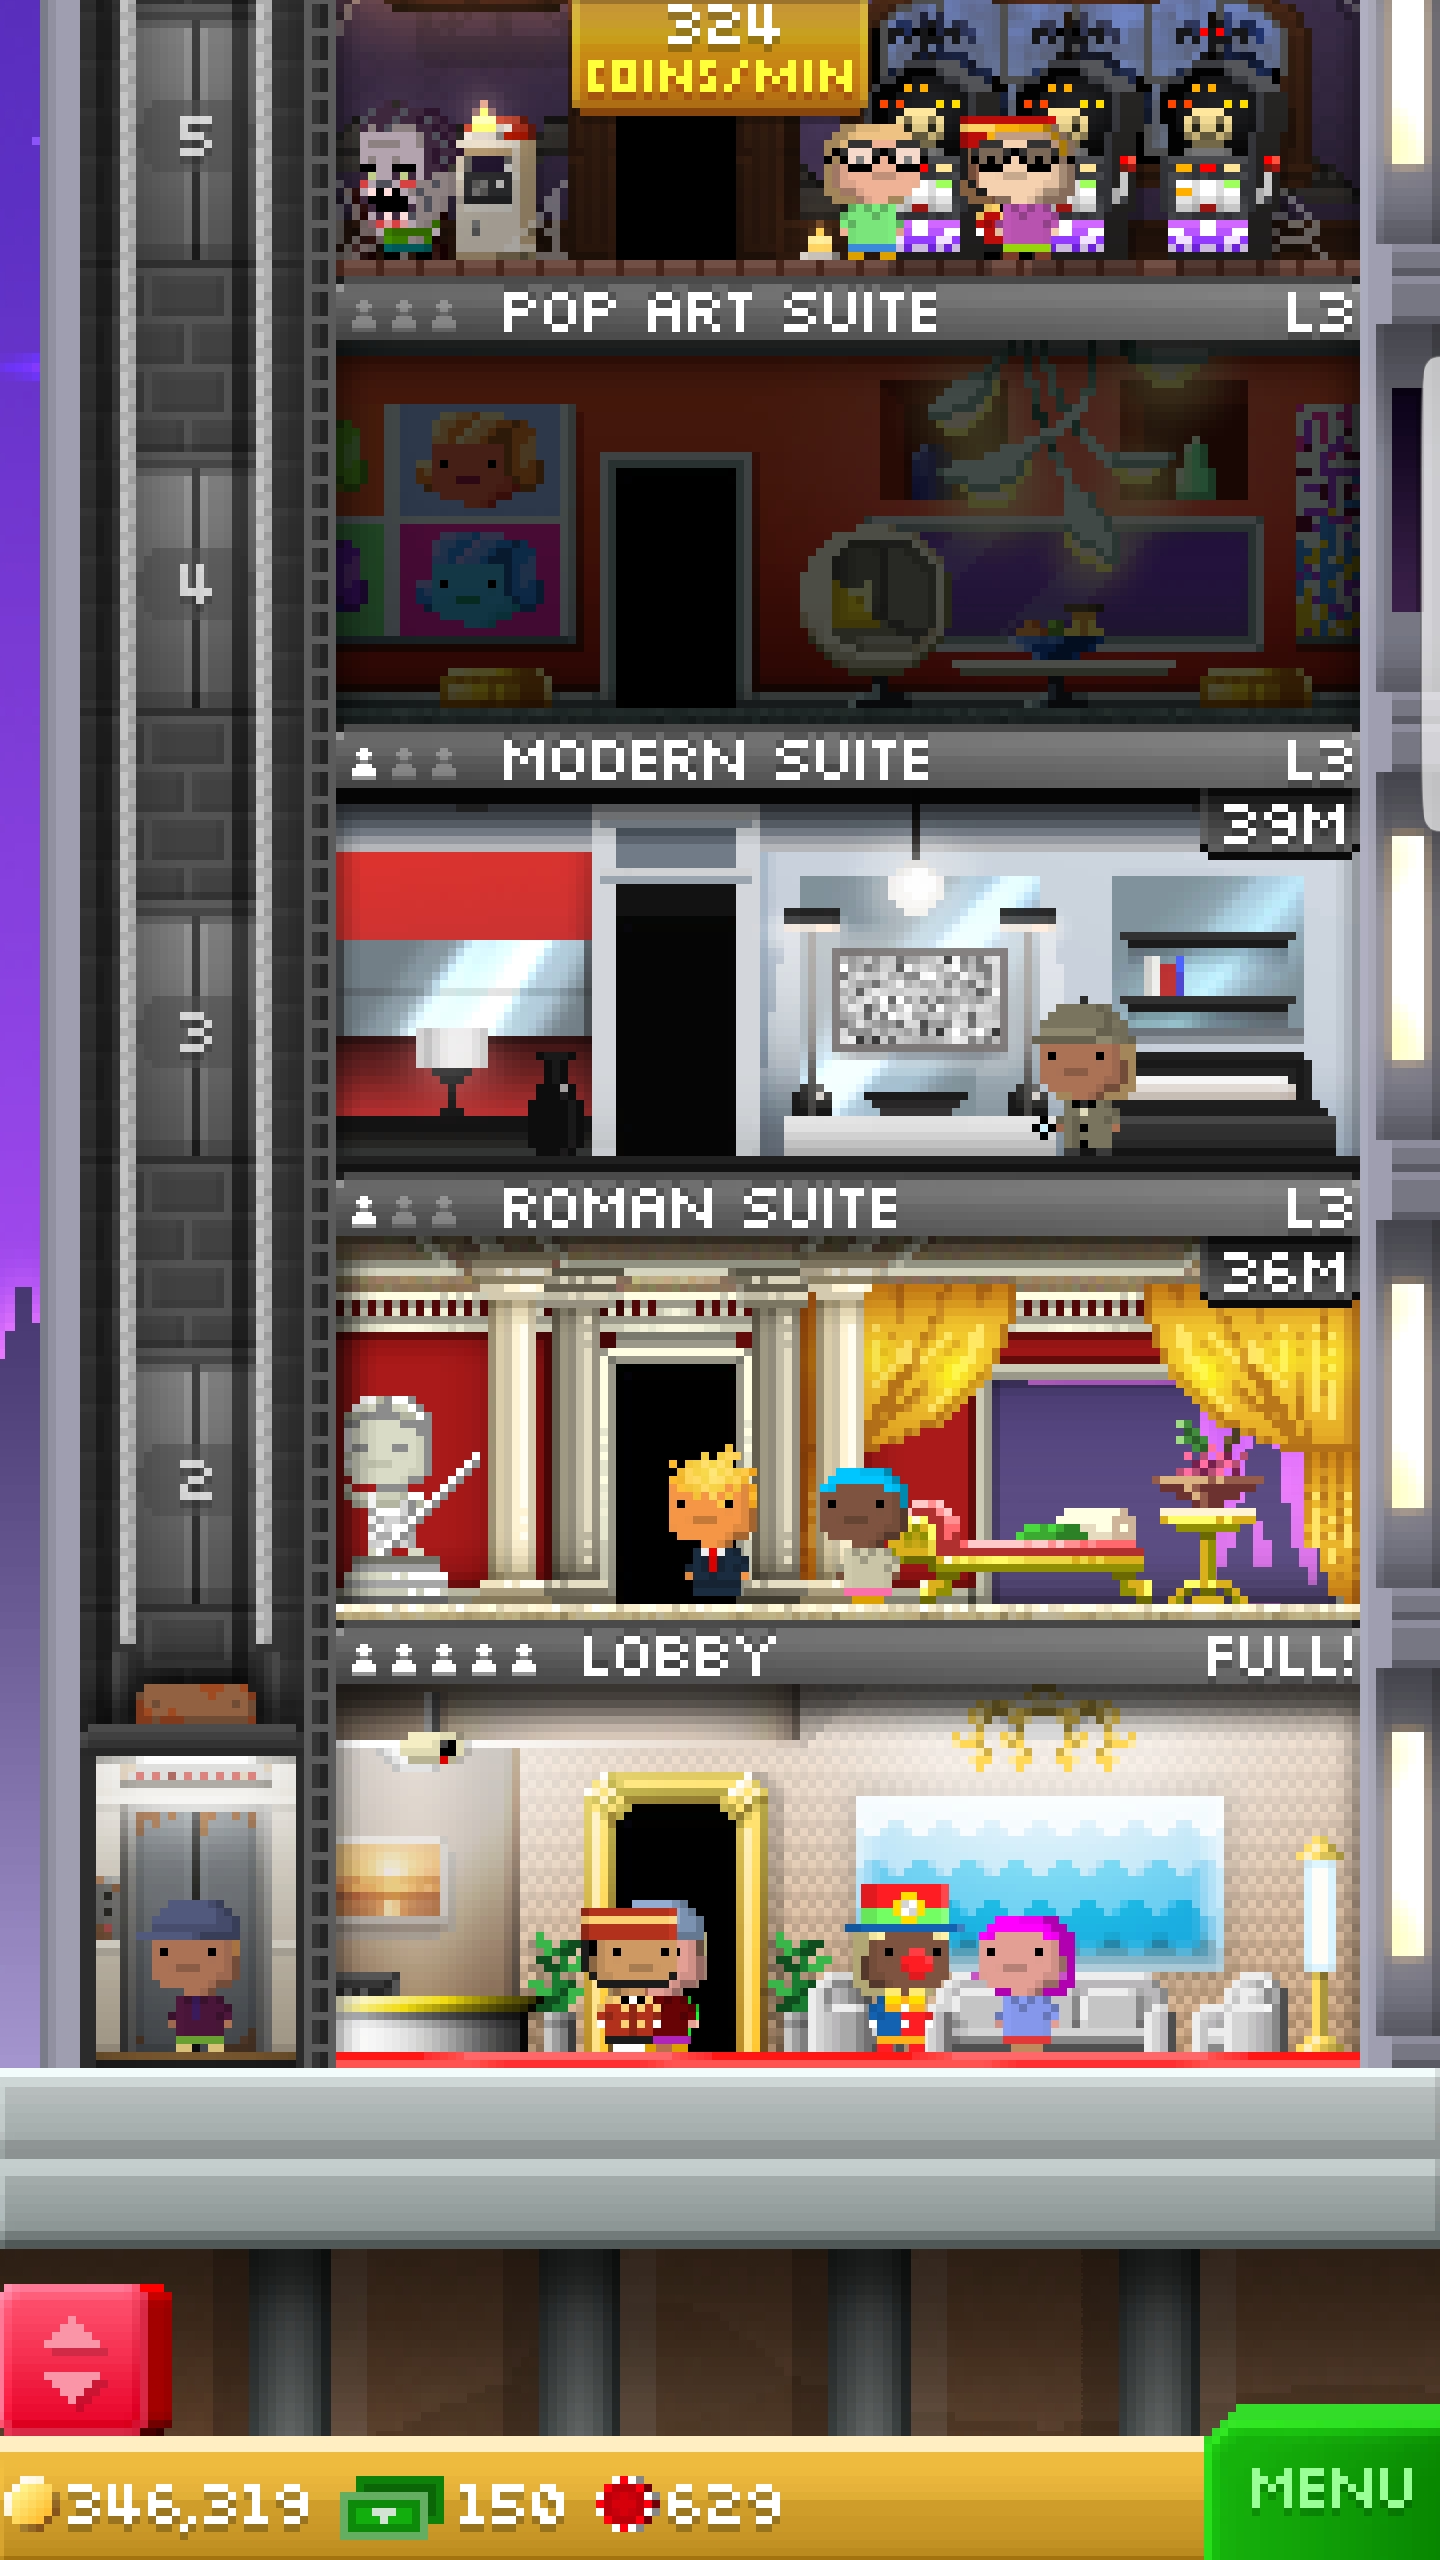 324
COINS/MIN
5
POP ART SUITE L3
4
MODERN SUITE L3
39M
3
ROMAN SUITE L3
36M
2
LOBBY FULL!
346,319 150 629
MENU